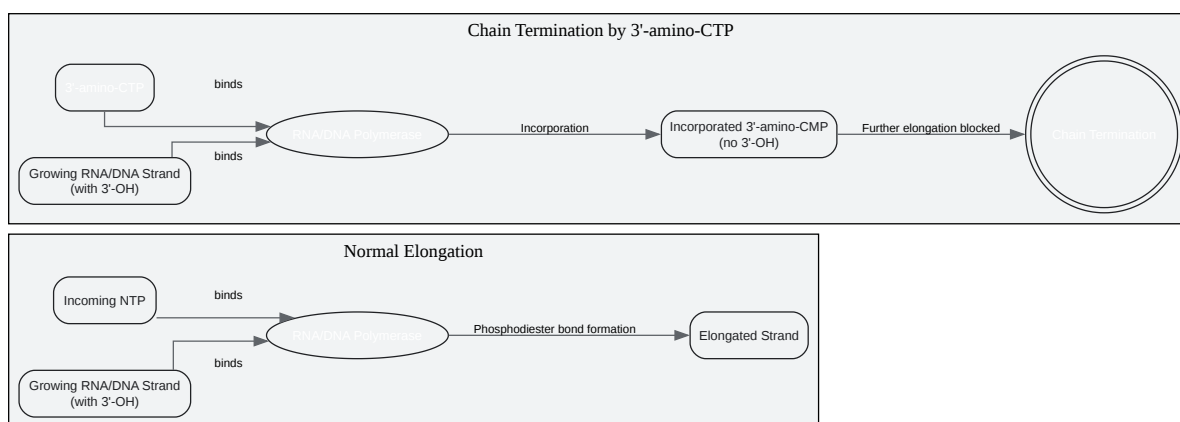 Chain Termination by 3'-amino-CTP
3'-amino-CTP
binds
RNA/DNA Polymerase
Incorporation
Incorporated 3'-amino-CMP
(no 3'-OH)
Further elongation blocked
Chain Termination
binds
Growing RNA/DNA Strand
(with 3'-OH)
Normal Elongation
Incoming NTP
binds
RNA/DNA Polymerase
Phosphodiester bond formation
Elongated Strand
binds
Growing RNA/DNA Strand
(with 3'-OH)